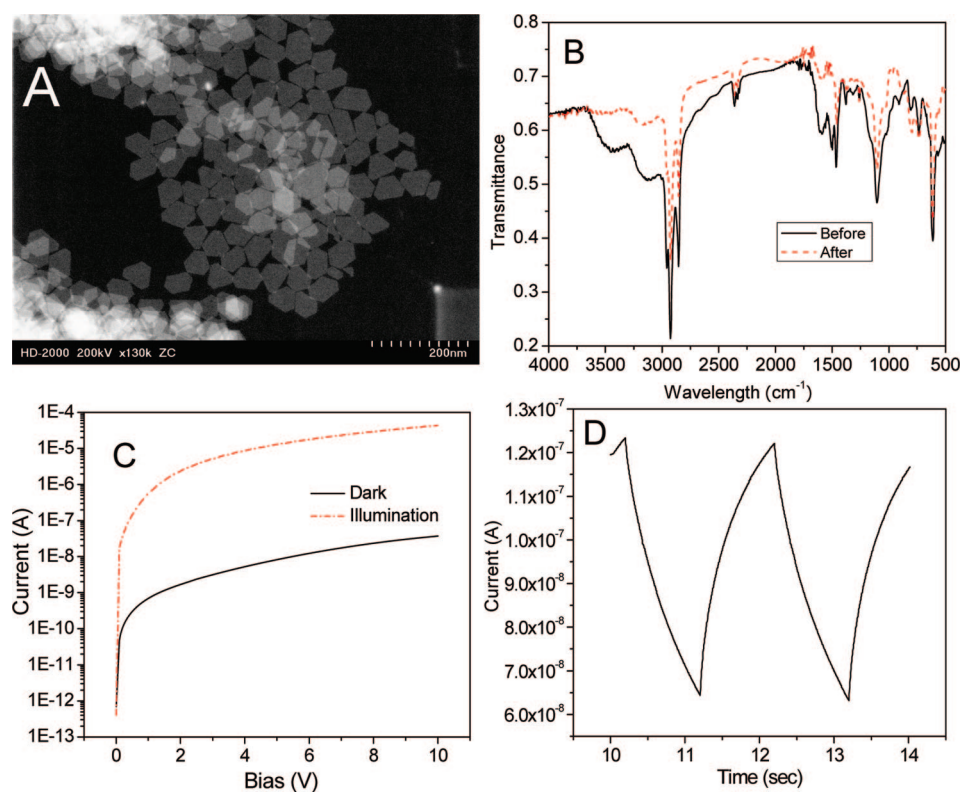 A
HD-2000 200kV x130k ZC
200nm
B
Transmittance
0.8
0.7
0.6
0.5
0.4
0.3
0.2
Before
After
4000 3500 3000 2500 2000 1500 1000 500
Wavelength (cm⁻¹)
C
Current (A)
1E-4
1E-5
1E-6
1E-7
1E-8
1E-9
1E-10
1E-11
1E-12
1E-13
Dark
Illumination
0 2 4 6 8 10
Bias (V)
D
Current (A)
1.3x10⁻⁷
1.2x10⁻⁷
1.1x10⁻⁷
1.0x10⁻⁷
9.0x10⁻⁸
8.0x10⁻⁸
7.0x10⁻⁸
6.0x10⁻⁸
10 11 12 13 14
Time (sec)